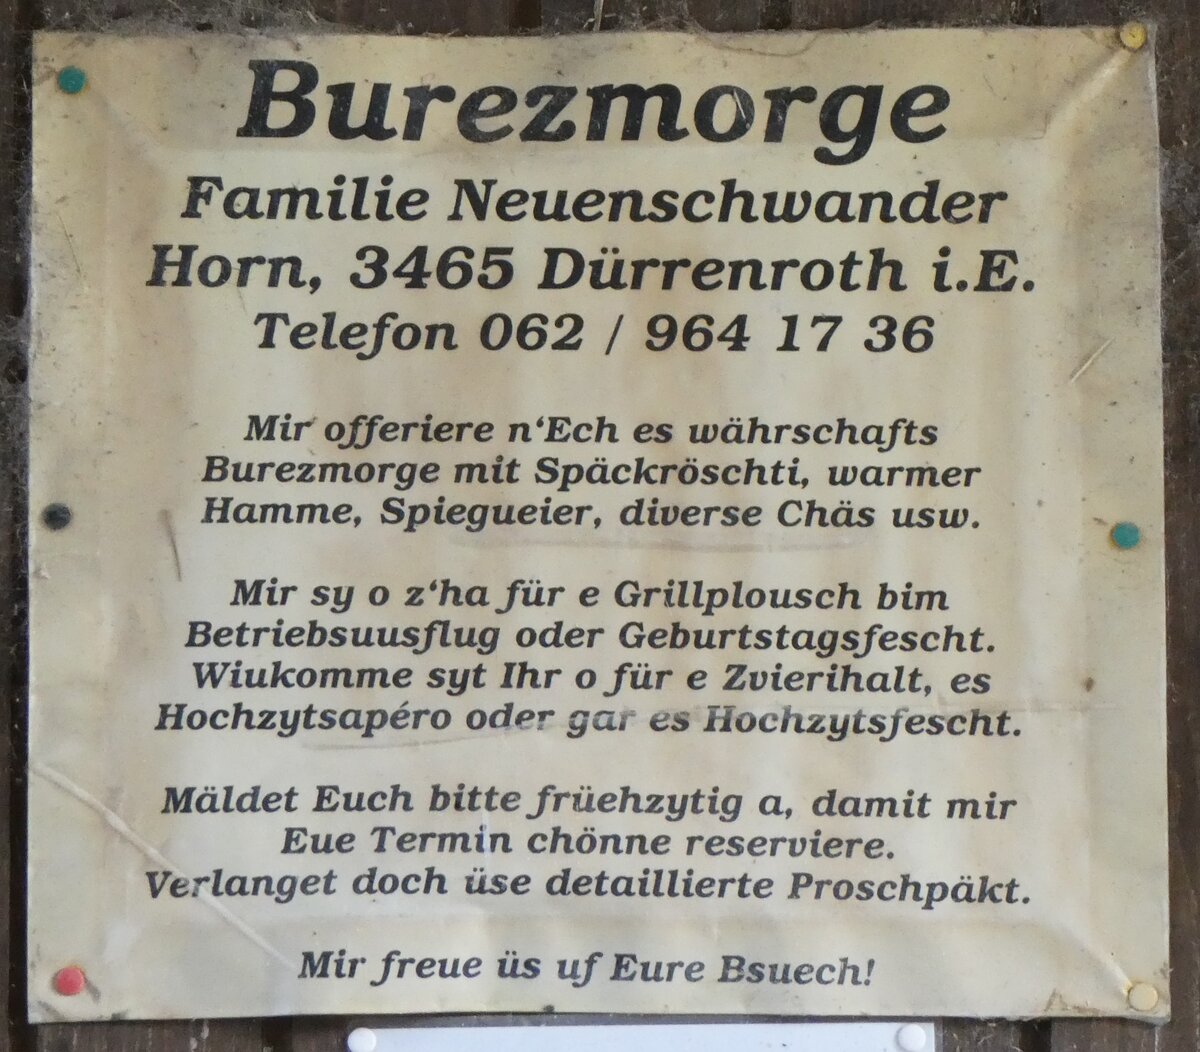 Burezmorge
Familie Neuenschwander
Horn, 3465 Dürrenroth i.E.
Telefon 062 / 964 17 36
Mir offeriere n‘Ech es währschafts
Burezmorge mit Späckröschti, warmer
Hamme, Spiegueier, diverse Chäs usw.
Mir sy o z‘ha für e Grillplousch bim
Betriebsuusflug oder Geburtstagsfescht.
Wiukomme syt Ihr o für e Zvierihalt, es
Hochzytsapéro oder gar es Hochzytsfescht.
Mäldet Euch bitte früehzytig a, damit mir
Eue Termin chönne reserviere.
Verlanget doch üse detaillierte Proschpäkt.
Mir freue üs uf Eure Bsuech!